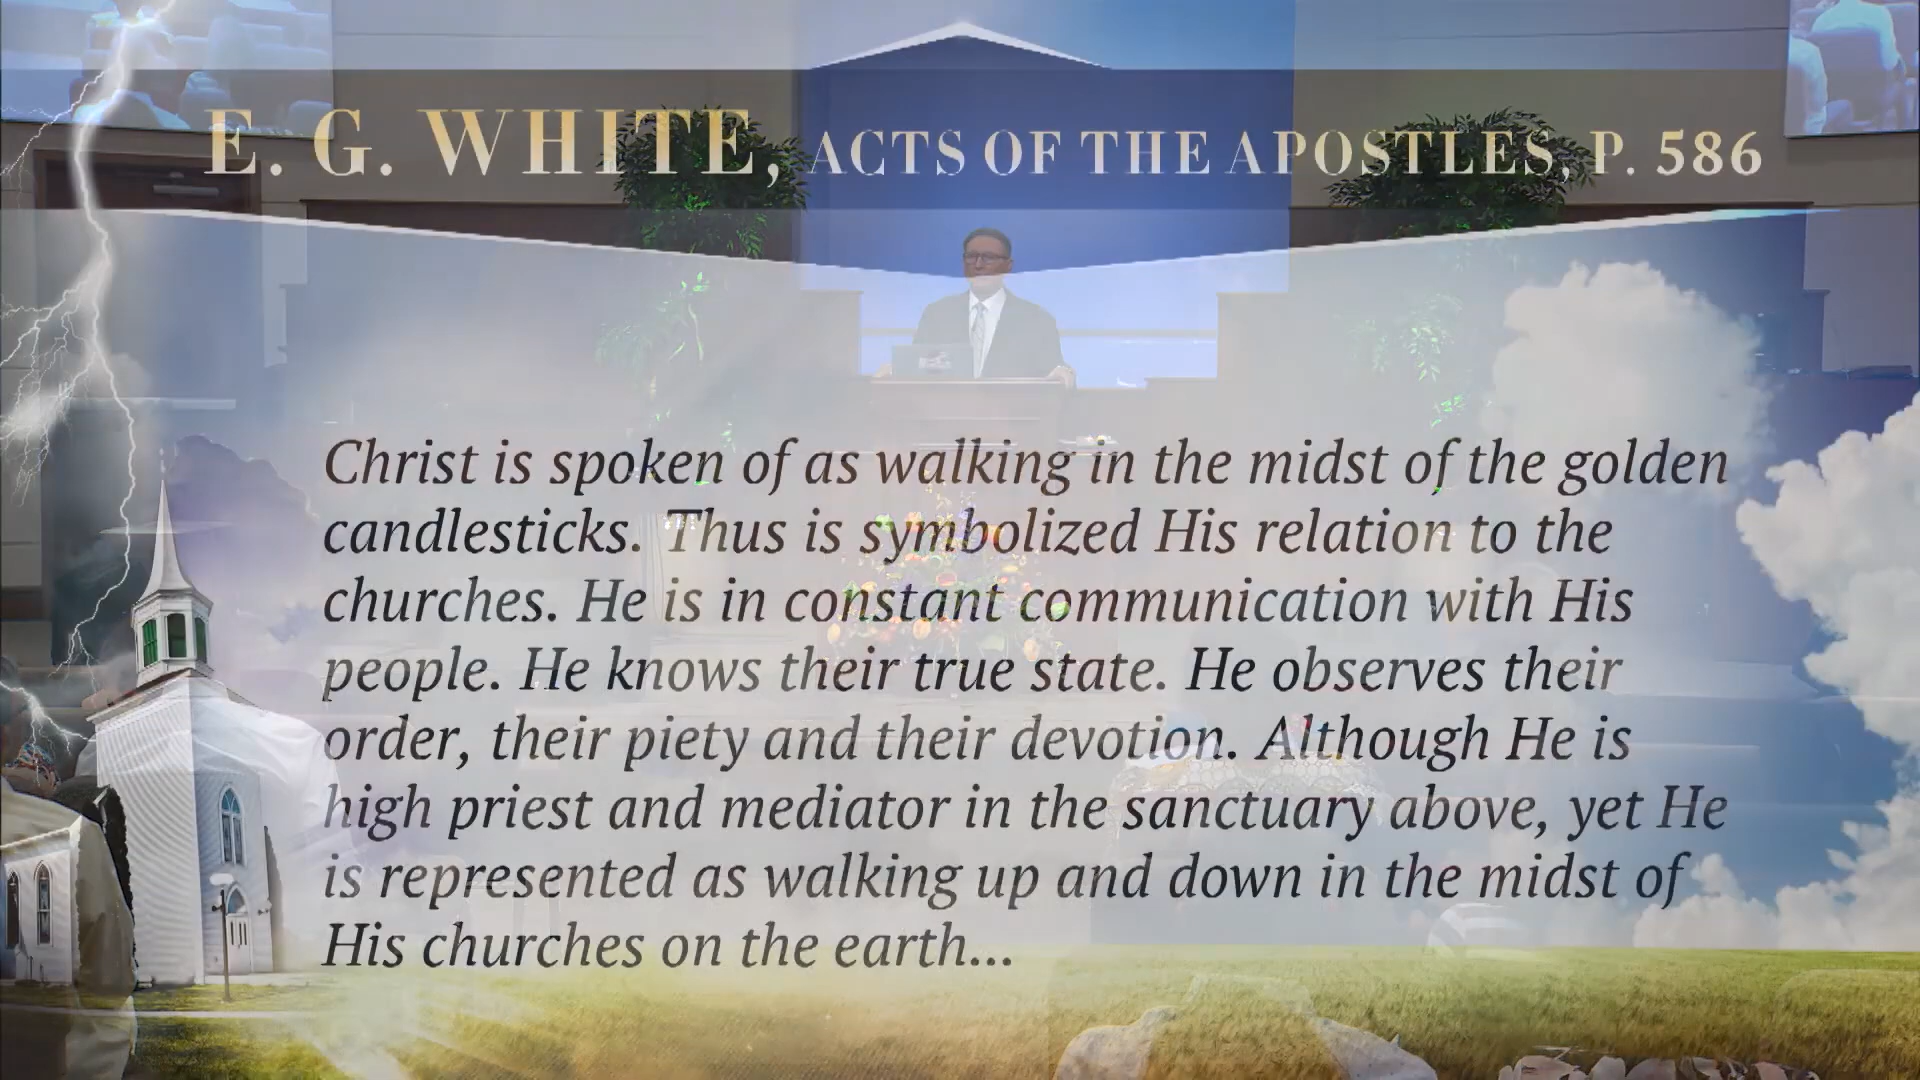 E. G. WHITE, ACTS OF THE APOSTLES, P. 586
Christ is spoken of as walking in the midst of the golden
candlesticks. Thus is symbolized His relation to the
churches. He is in constant communication with His
people. He knows their true state. He observes their
order, their piety and their devotion. Although He is
high priest and mediator in the sanctuary above, yet He
is represented as walking up and down in the midst of
His churches on the earth...